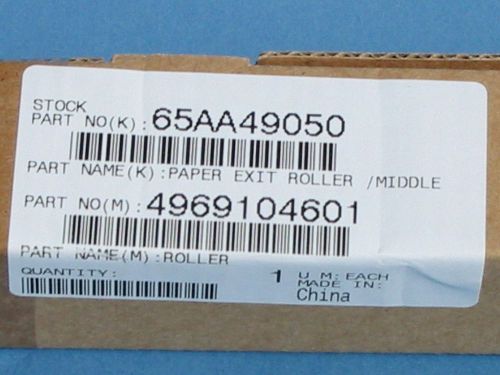 STOCK
PART NO(K): 65AA49050
PART NAME(K):PAPER EXIT ROLLER /MIDDLE
PART NO(M): 4969104601
PART NAME(M):ROLLER
QUANTITY: 1 U M: EACH
MADE IN:
China